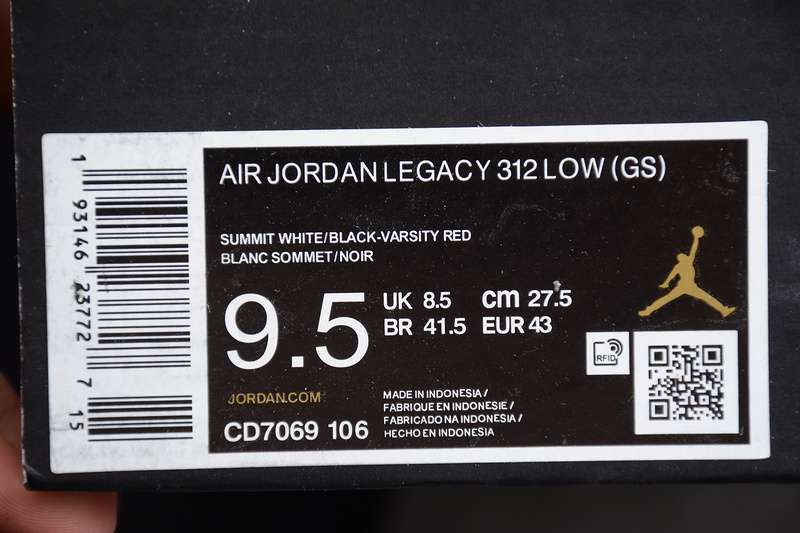 AIR JORDAN LEGACY 312 LOW (GS)
SUMMIT WHITE/BLACK-VARSITY RED
BLANC SOMMET/NOIR
9.5
UK 8.5 cm 27.5
BR 41.5 EUR 43
RFID
JORDAN.COM
CD7069 106
MADE IN INDONESIA /
FABRIQUE EN INDONESIE /
FABRICADO NA INDONESIA /
HECHO EN INDONESIA
1 93146 23772 7 15